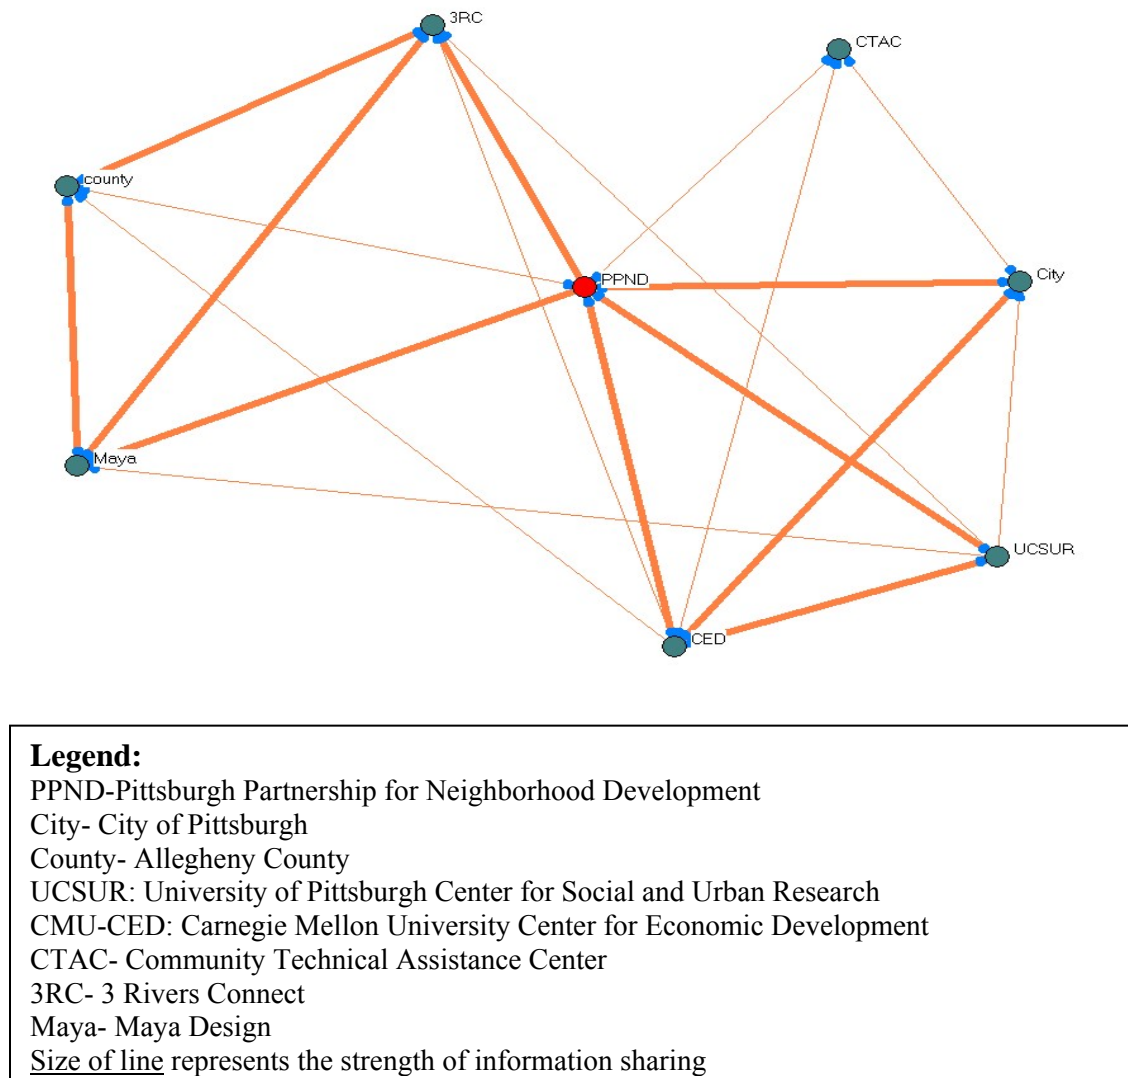 3RC
CTAC
county
PPND
City
Maya
UCSUR
CED
Legend:
PPND-Pittsburgh Partnership for Neighborhood Development
City- City of Pittsburgh
County- Allegheny County
UCSUR: University of Pittsburgh Center for Social and Urban Research
CMU-CED: Carnegie Mellon University Center for Economic Development
CTAC- Community Technical Assistance Center
3RC- 3 Rivers Connect
Maya- Maya Design
Size of line represents the strength of information sharing